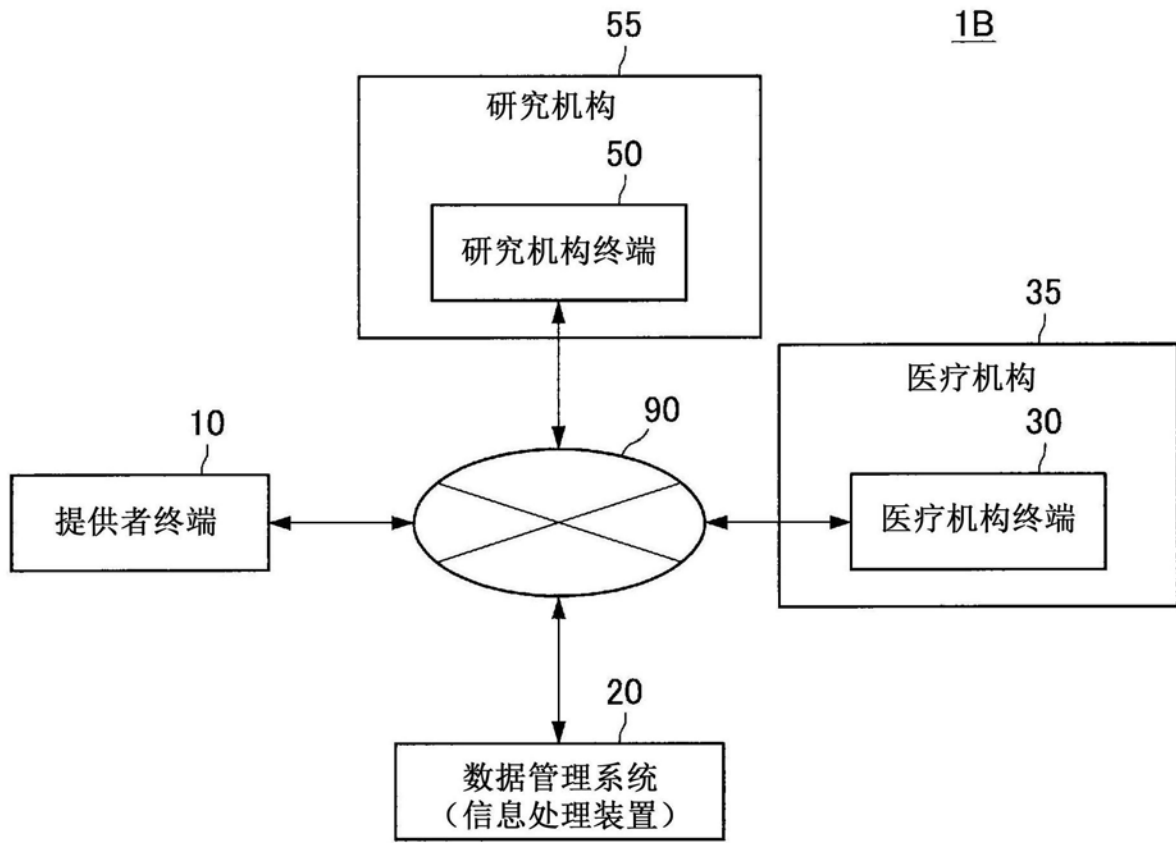 1B
55
研究机构
50
研究机构终端
35
医疗机构
30
医疗机构终端
10
提供者终端
90
20
数据管理系统
（信息处理装置）